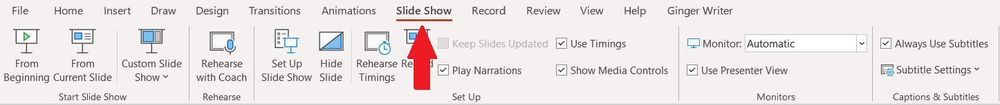 File Home Insert Draw Design Transitions Animations Slide Show Record Review View Help Ginger Writer
From Beginning
From Current Slide
Custom Slide Show
Start Slide Show
Rehearse with Coach
Rehearse
Set Up Slide Show
Hide Slide
Rehearse Timings
Keep Slides Updated
Play Narrations
Use Timings
Show Media Controls
Set Up
Monitor: Automatic
Use Presenter View
Monitors
Always Use Subtitles
Subtitle Settings
Captions & Subtitles